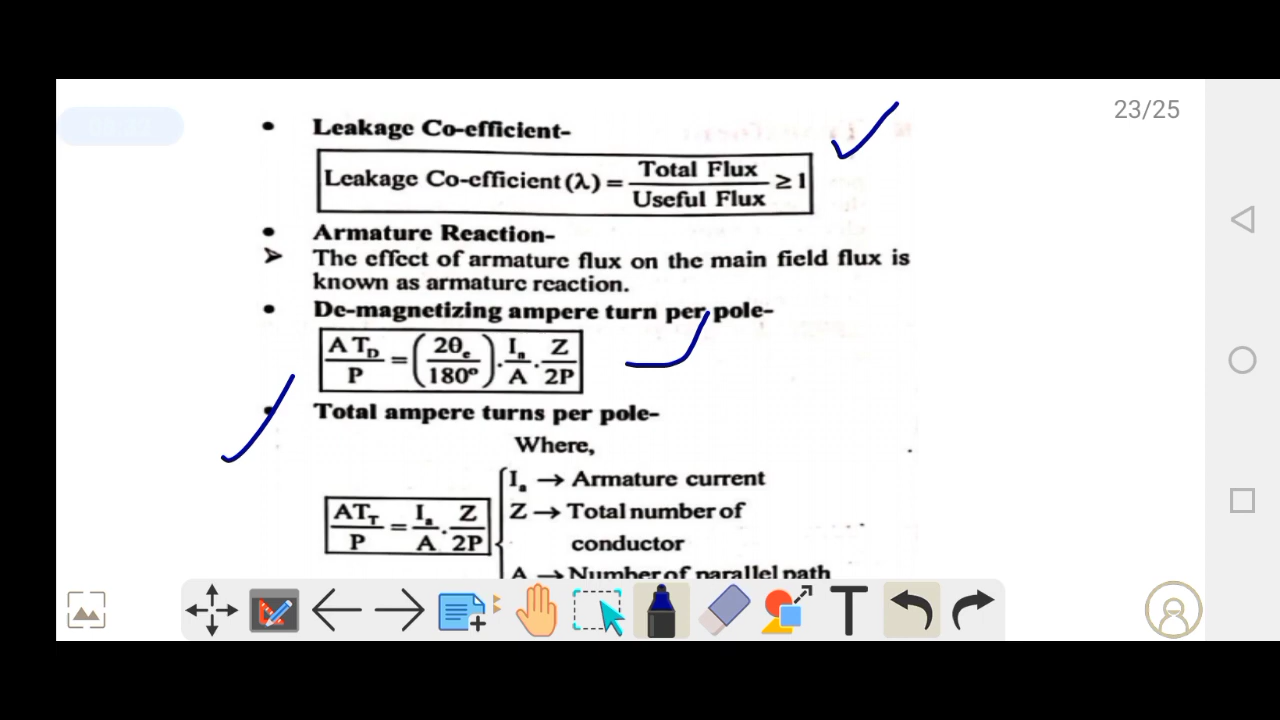 23/25
• Leakage Co-efficient-
Leakage Co-efficient (λ) = Total Flux / Useful Flux ≥ 1
• Armature Reaction-
➢ The effect of armature flux on the main field flux is
known as armature reaction.
• De-magnetizing ampere turn per pole-
AT_D / P = (2θ_e / 180°) . I_a / A . Z / 2P
• Total ampere turns per pole-
Where,
I_a → Armature current
Z → Total number of
conductor
AT_T / P = I_a / A . Z / 2P
A → Number of parallel path
T